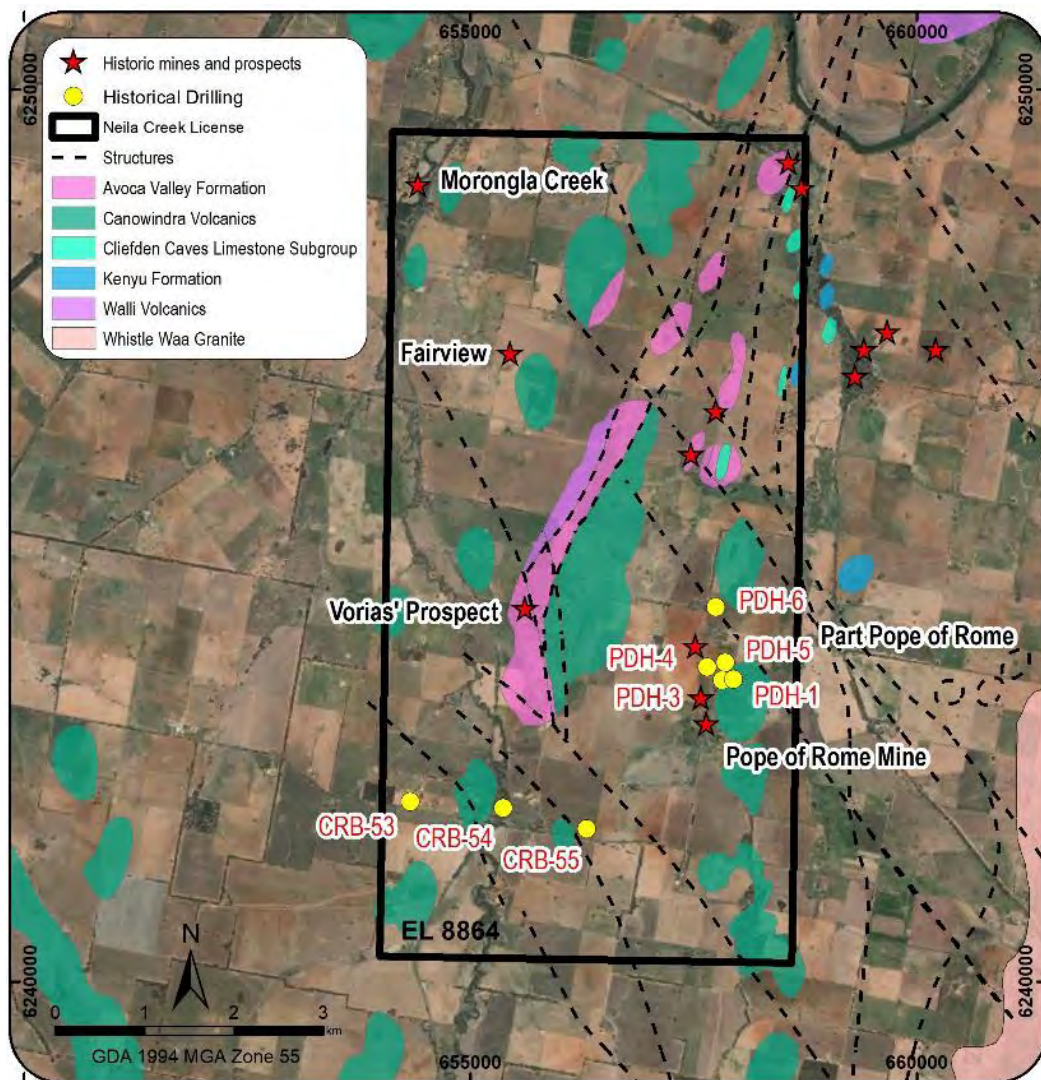 655000
660000
6250000
6250000
Historic mines and prospects
Historical Drilling
Neila Creek License
Structures
Avoca Valley Formation
Canowindra Volcanics
Cliefden Caves Limestone Subgroup
Kenyu Formation
Walli Volcanics
Whistle Waa Granite
Morongla Creek
Fairview
Vorias' Prospect
PDH-6
Part Pope of Rome
PDH-4
PDH-5
PDH-3
PDH-1
Pope of Rome Mine
CRB-53
CRB-54
CRB-55
EL 8864
N
6240000
6240000
0 1 2 3
km
GDA 1994 MGA Zone 55
655000
660000